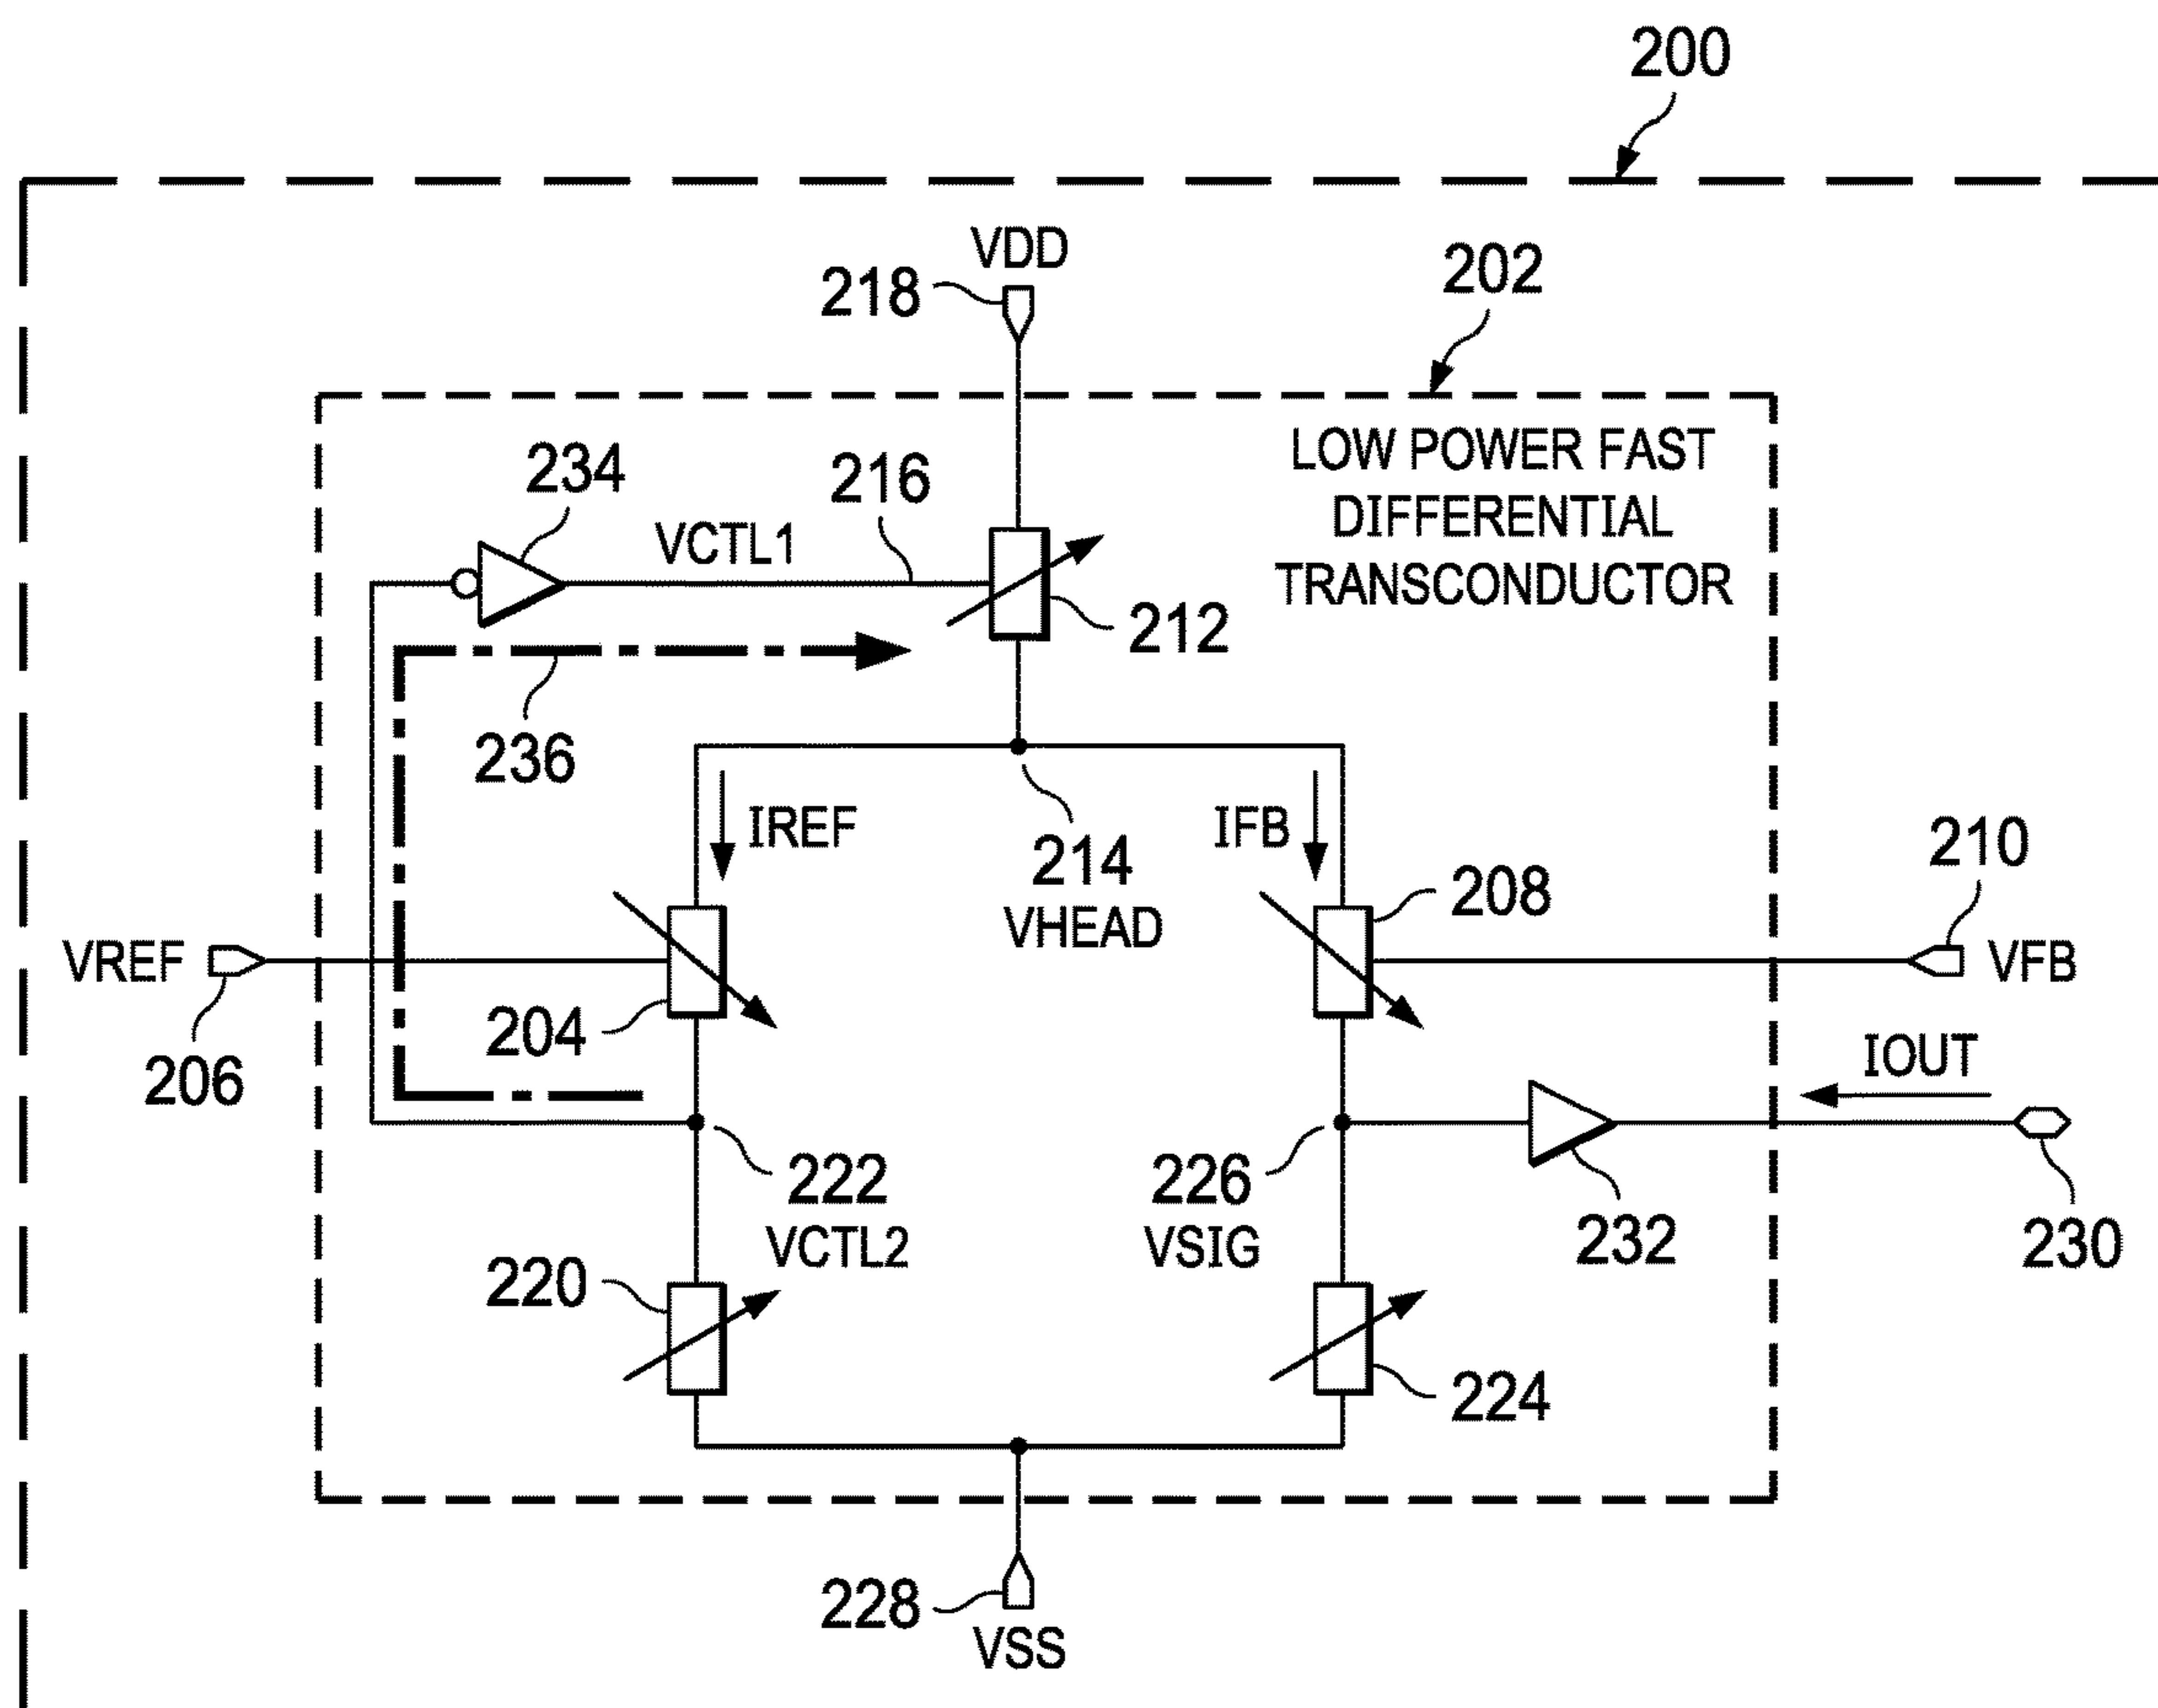 200
VDD
218
202
LOW POWER FAST
DIFFERENTIAL
TRANSCONDUCTOR
234
216
VCTL1
212
236
IREF
IFB
214
VHEAD
208
210
VREF
VFB
204
206
IOUT
222
VCTL2
226
VSIG
232
230
220
224
228
VSS